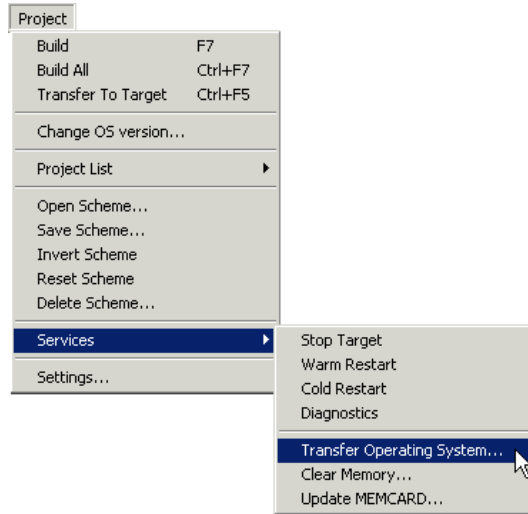 Project
Build F7
Build All Ctrl+F7
Transfer To Target Ctrl+F5
Change OS version...
Project List
Open Scheme...
Save Scheme...
Invert Scheme
Reset Scheme
Delete Scheme...
Services
Settings...
Stop Target
Warm Restart
Cold Restart
Diagnostics
Transfer Operating System...
Clear Memory...
Update MEMCARD...